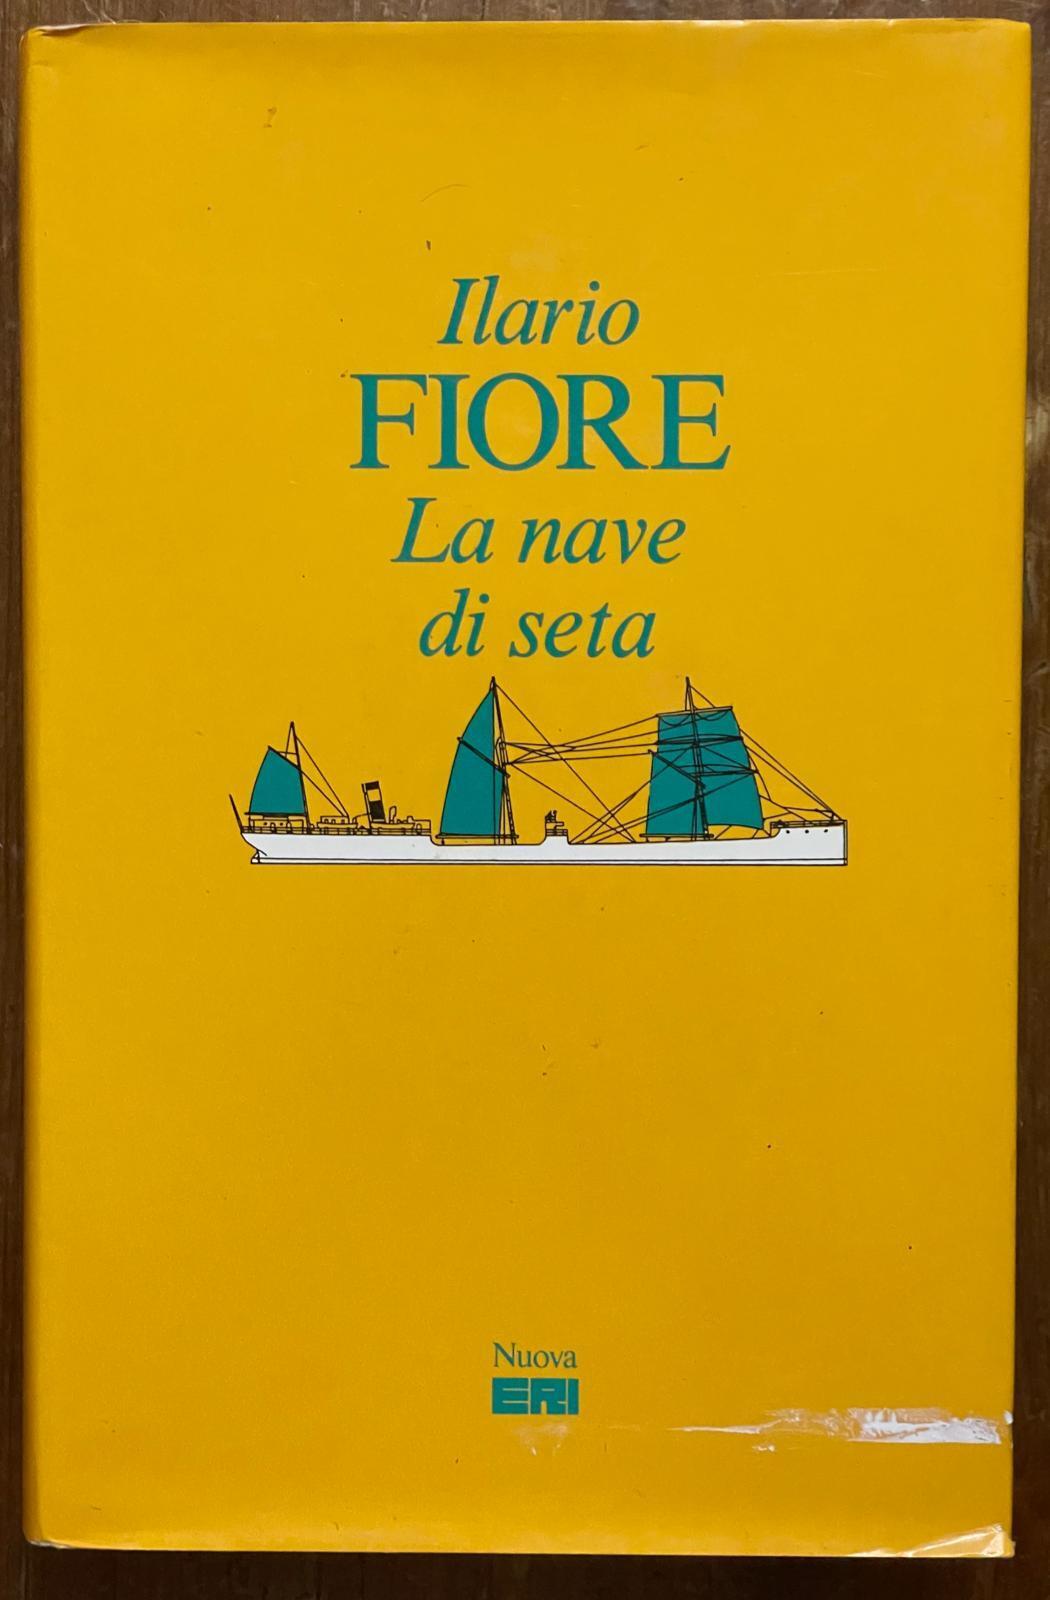 Ilario
FIORE
La nave
di seta
Nuova
ERI